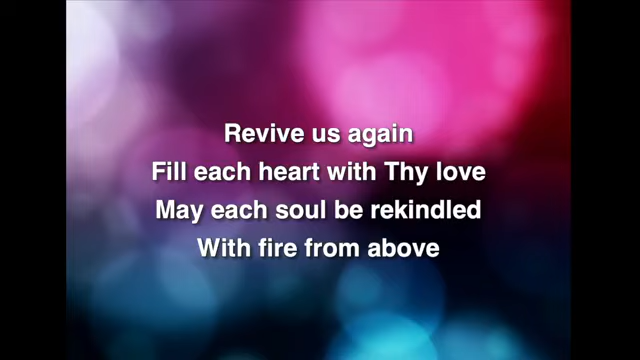 Revive us again
Fill each heart with Thy love
May each soul be rekindled
With fire from above